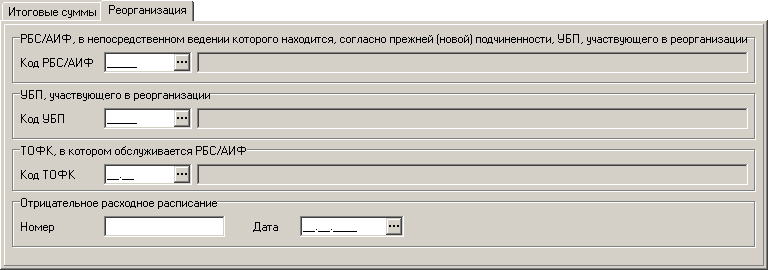 Итоговые суммы Реорганизация
РБС/АИФ, в непосредственном ведении которого находится, согласно прежней (новой) подчиненности, УБП, участвующего в реорганизации
Код РБС/АИФ _____ ...
УБП, участвующего в реорганизации
Код УБП _____ ...
ТОФК, в котором обслуживается РБС/АИФ
Код ТОФК __.__ ...
Отрицательное расходное расписание
Номер Дата __.__.____ ...